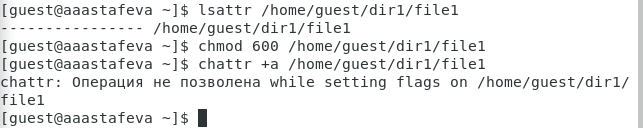 [guest@aaastafeva ~]$ lsattr /home/guest/dir1/file1
---------------- /home/guest/dir1/file1
[guest@aaastafeva ~]$ chmod 600 /home/guest/dir1/file1
[guest@aaastafeva ~]$ chattr +a /home/guest/dir1/file1
chattr: Операция не позволена while setting flags on /home/guest/dir1/
file1
[guest@aaastafeva ~]$